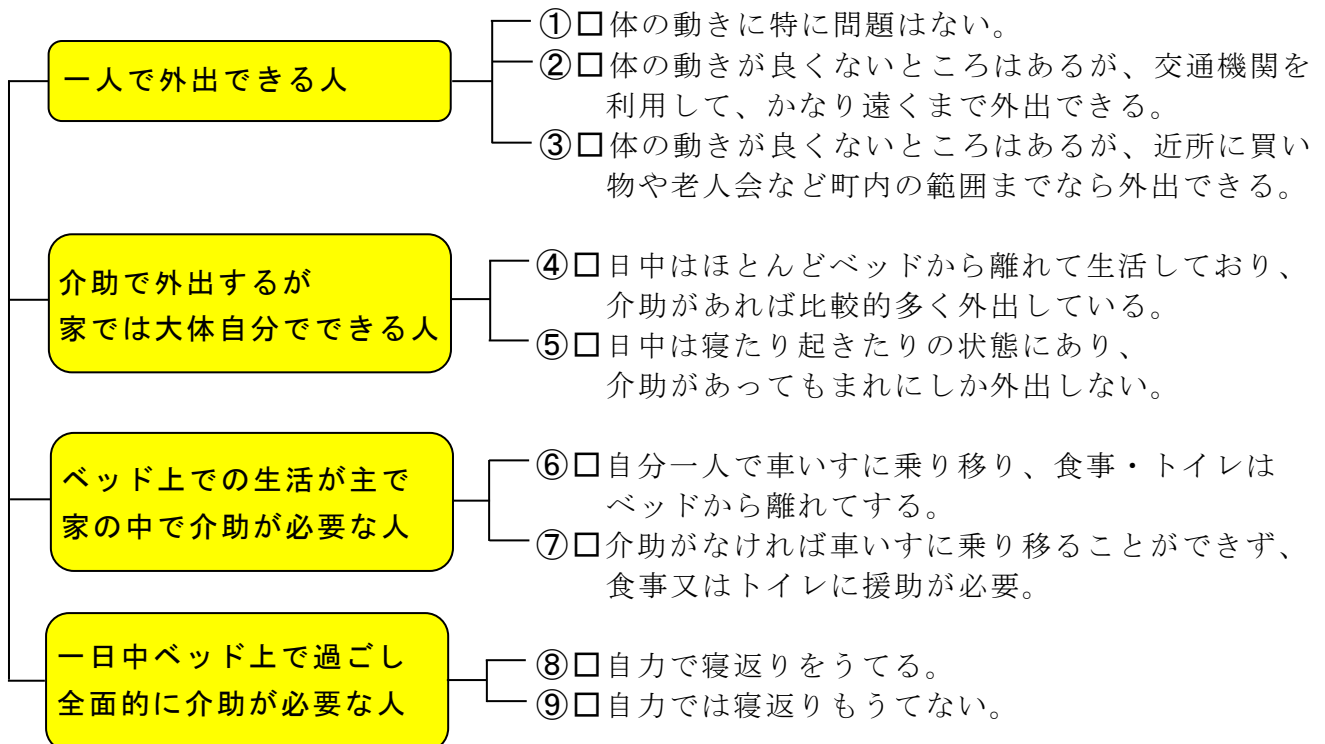 一人で外出できる人
①□体の動きに特に問題はない。
②□体の動きが良くないところはあるが、交通機関を
利用して、かなり遠くまで外出できる。
③□体の動きが良くないところはあるが、近所に買い
物や老人会など町内の範囲までなら外出できる。
介助で外出するが
家では大体自分でできる人
④□日中はほとんどベッドから離れて生活しており、
介助があれば比較的多く外出している。
⑤□日中は寝たり起きたりの状態にあり、
介助があってもまれにしか外出しない。
ベッド上での生活が主で
家の中で介助が必要な人
⑥□自分一人で車いすに乗り移り、食事・トイレは
ベッドから離れてする。
⑦□介助がなければ車いすに乗り移ることができず、
食事又はトイレに援助が必要。
一日中ベッド上で過ごし
全面的に介助が必要な人
⑧□自力で寝返りをうてる。
⑨□自力では寝返りもうてない。